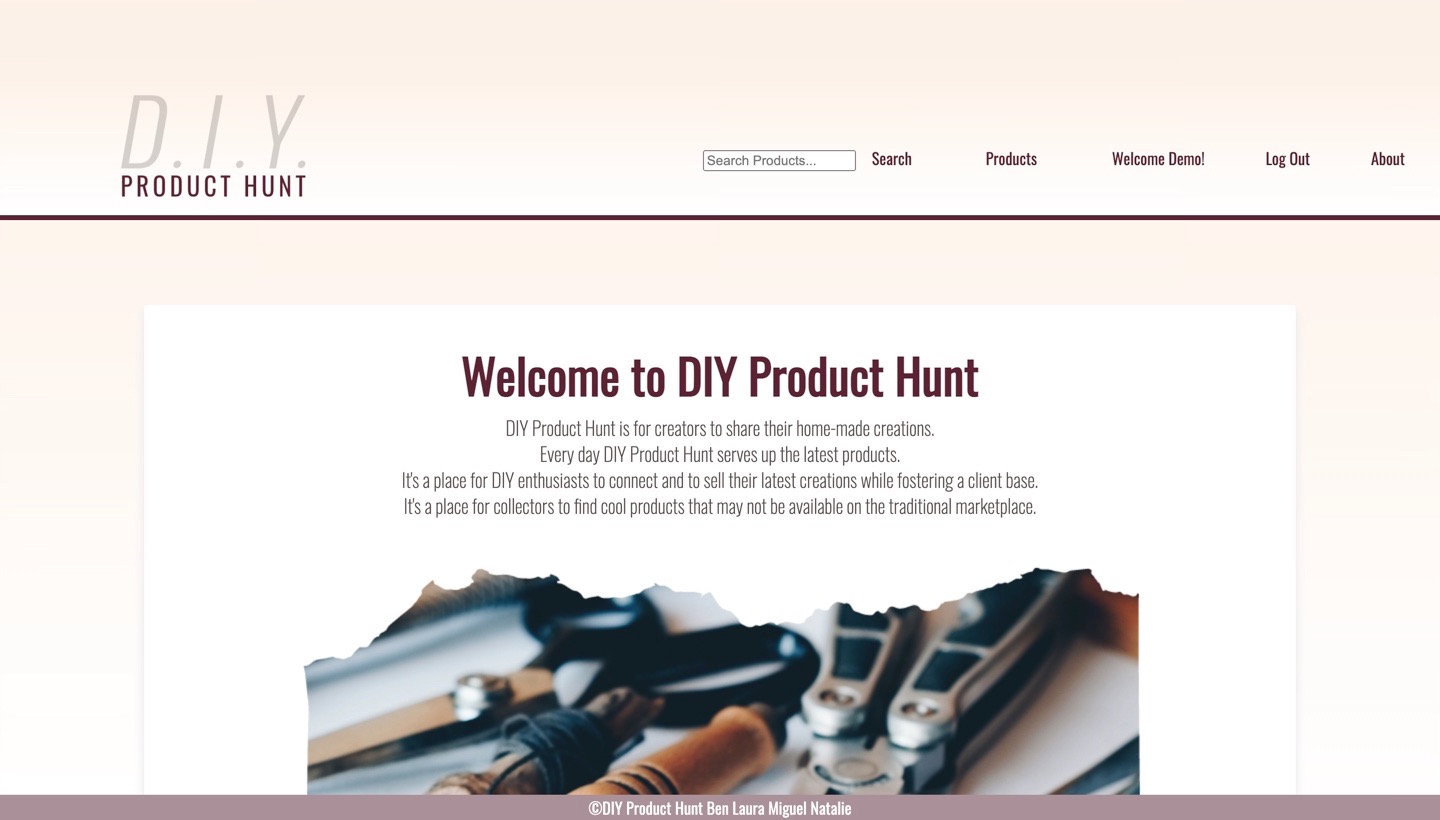 D.I.Y.
PRODUCT HUNT
Search Products... Search Products Welcome Demo! Log Out About
Welcome to DIY Product Hunt
DIY Product Hunt is for creators to share their home-made creations.
Every day DIY Product Hunt serves up the latest products.
It's a place for DIY enthusiasts to connect and to sell their latest creations while fostering a client base.
It's a place for collectors to find cool products that may not be available on the traditional marketplace.
©DIY Product Hunt Ben Laura Miguel Natalie